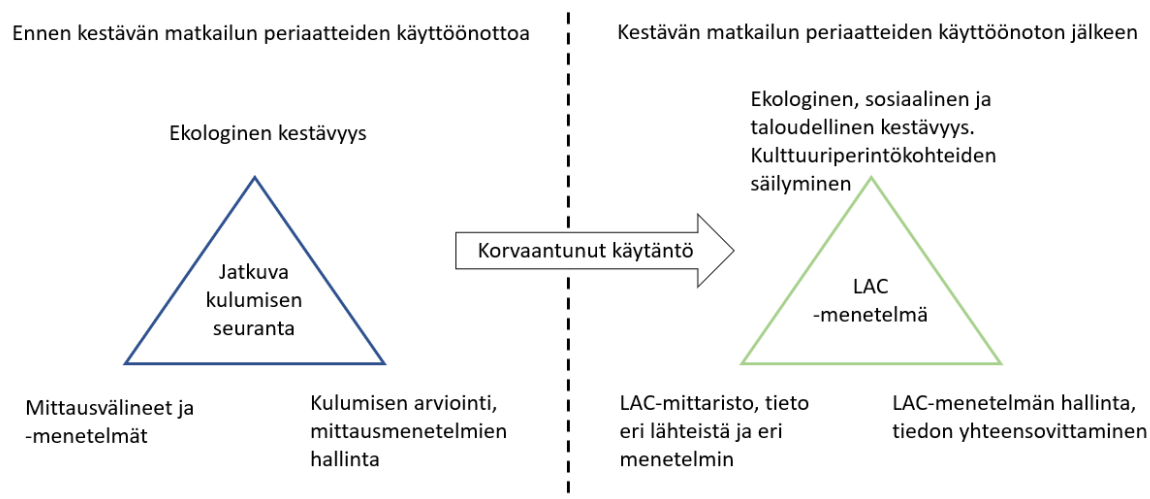 Ennen kestävän matkailun periaatteiden käyttöönottoa
Ekologinen kestävyys
Jatkuva
kulumisen
seuranta
Mittausvälineet ja
-menetelmät
Kulumisen arviointi,
mittausmenetelmien
hallinta
Korvaantunut käytäntö
Kestävän matkailun periaatteiden käyttöönoton jälkeen
Ekologinen, sosiaalinen ja
taloudellinen kestävyys.
Kulttuuriperintökohteiden
säilyminen
LAC
-menetelmä
LAC-mittaristo, tieto
eri lähteistä ja eri
menetelmin
LAC-menetelmän hallinta,
tiedon yhteensovittaminen